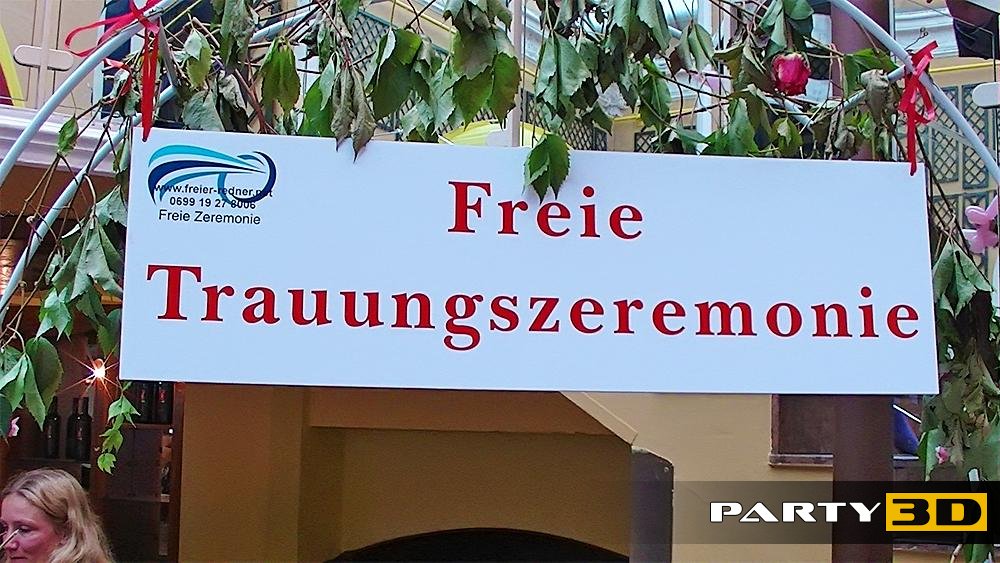 www.freier-redner.net
0699 19 27 8006
Freie Zeremonie
Freie
Trauungszeremonie
PARTY 3D